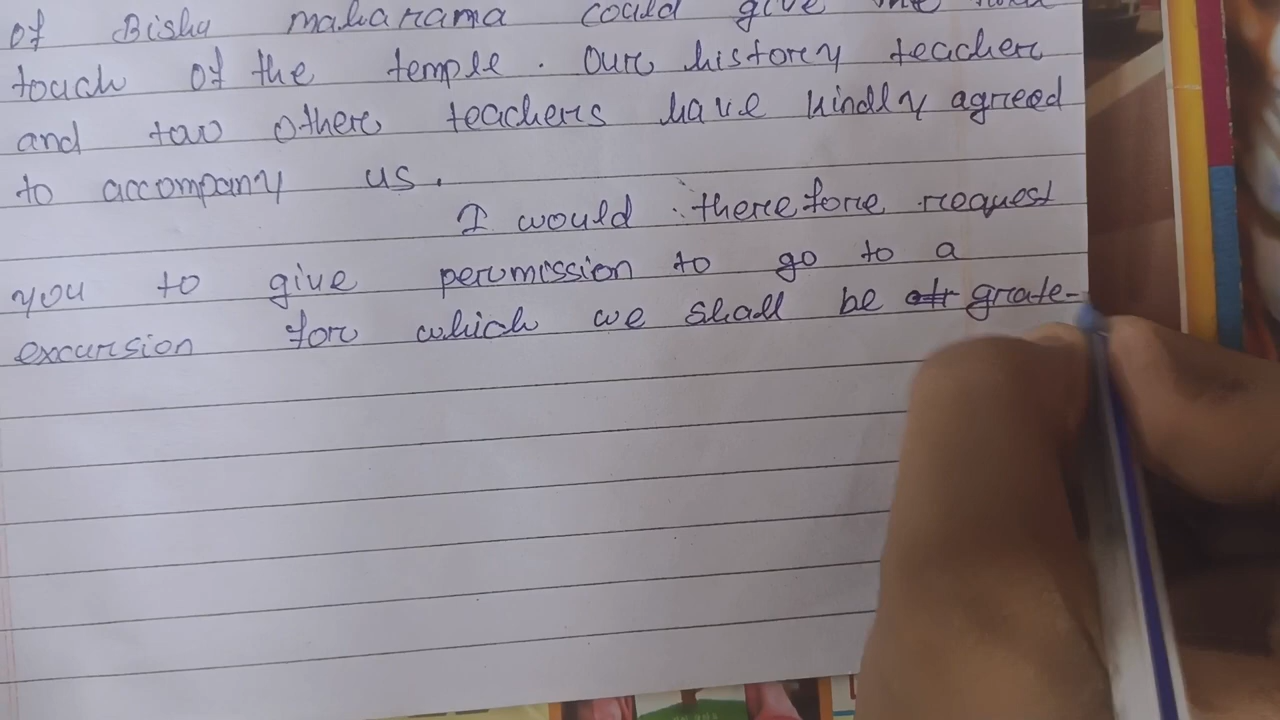 of Bishu maharama could give the
touch of the temple. Our history teacher
and two other teachers have kindly agreed
to accompany us.
I would therefore request
you to give permission to go to a
excursion for which we shall be grate-